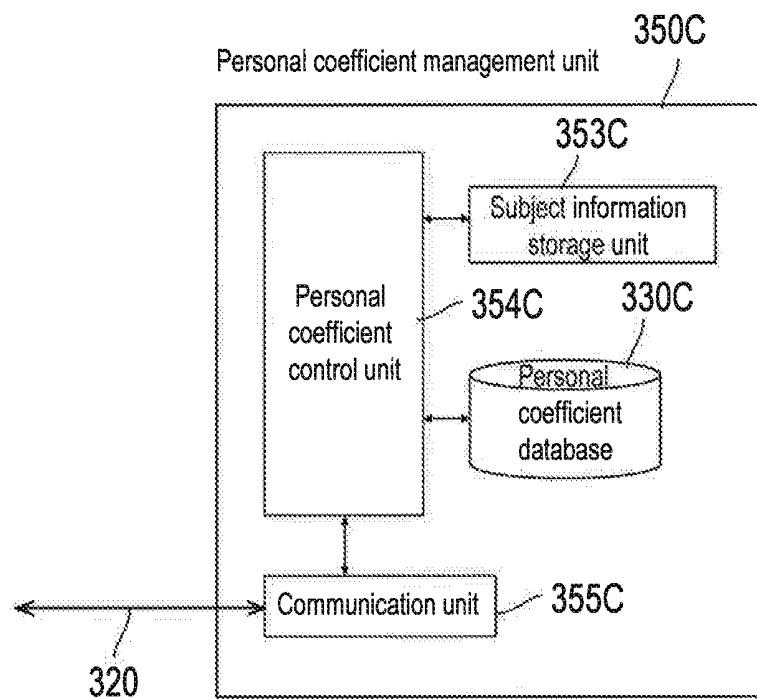 350C
Personal coefficient management unit
353C
Subject information
storage unit
Personal
coefficient
control unit
354C
330C
Personal
coefficient
database
Communication unit
355C
320